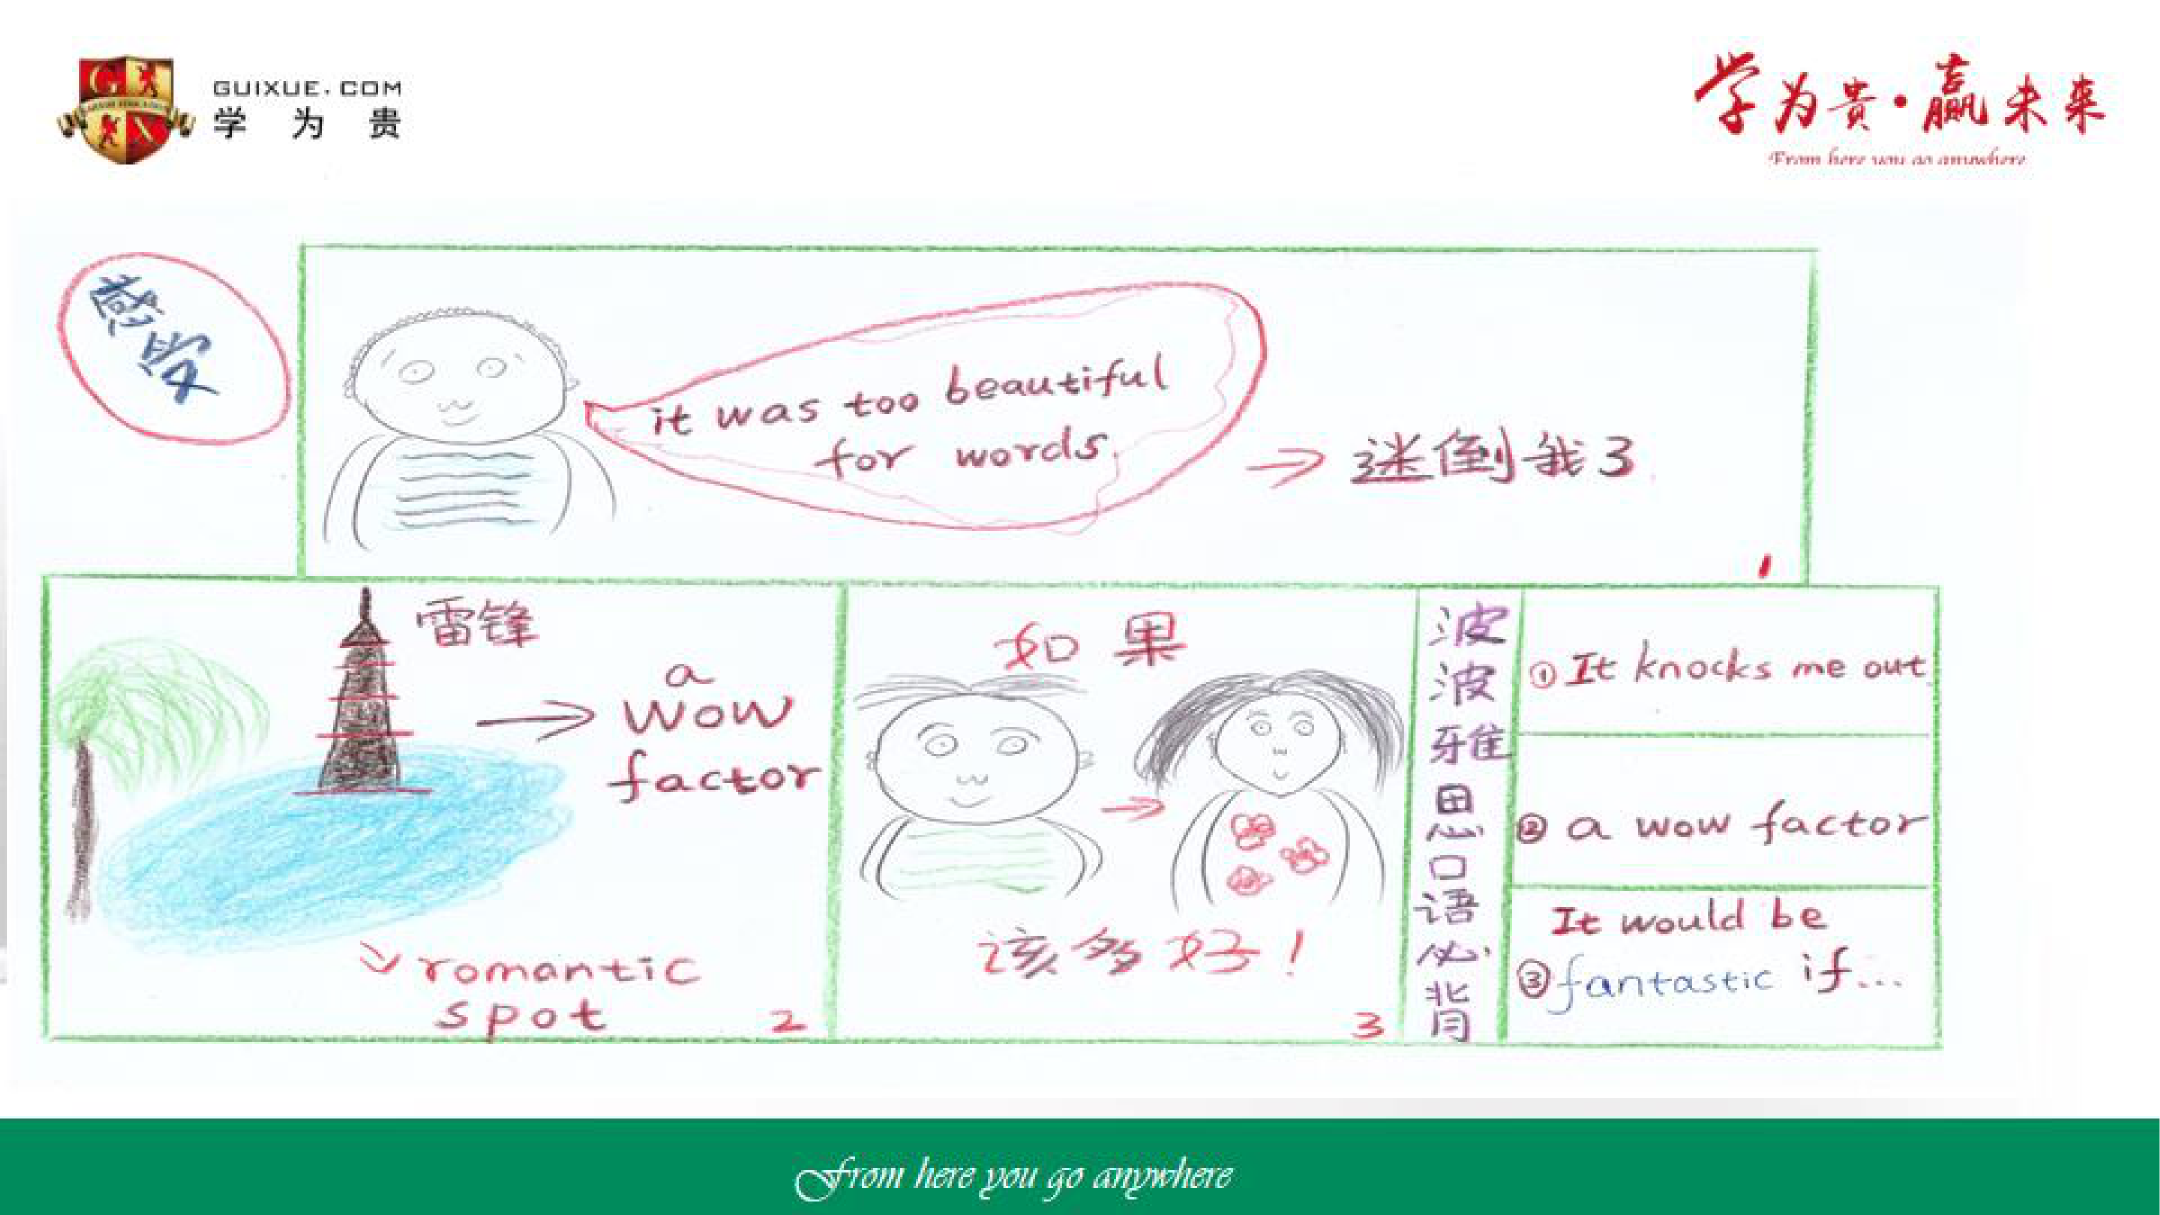 GUIXUE.COM
学为贵
学为贵·赢未来
From here you go anywhere
感受
it was too beautiful
for words.
→ 迷倒我了
1
雷锋
→ a
wow
factor
romantic
spot
2
如果
该多好!
3
波波雅思口语必背
① It knocks me out
② a wow factor
It would be
③ fantastic if...
From here you go anywhere